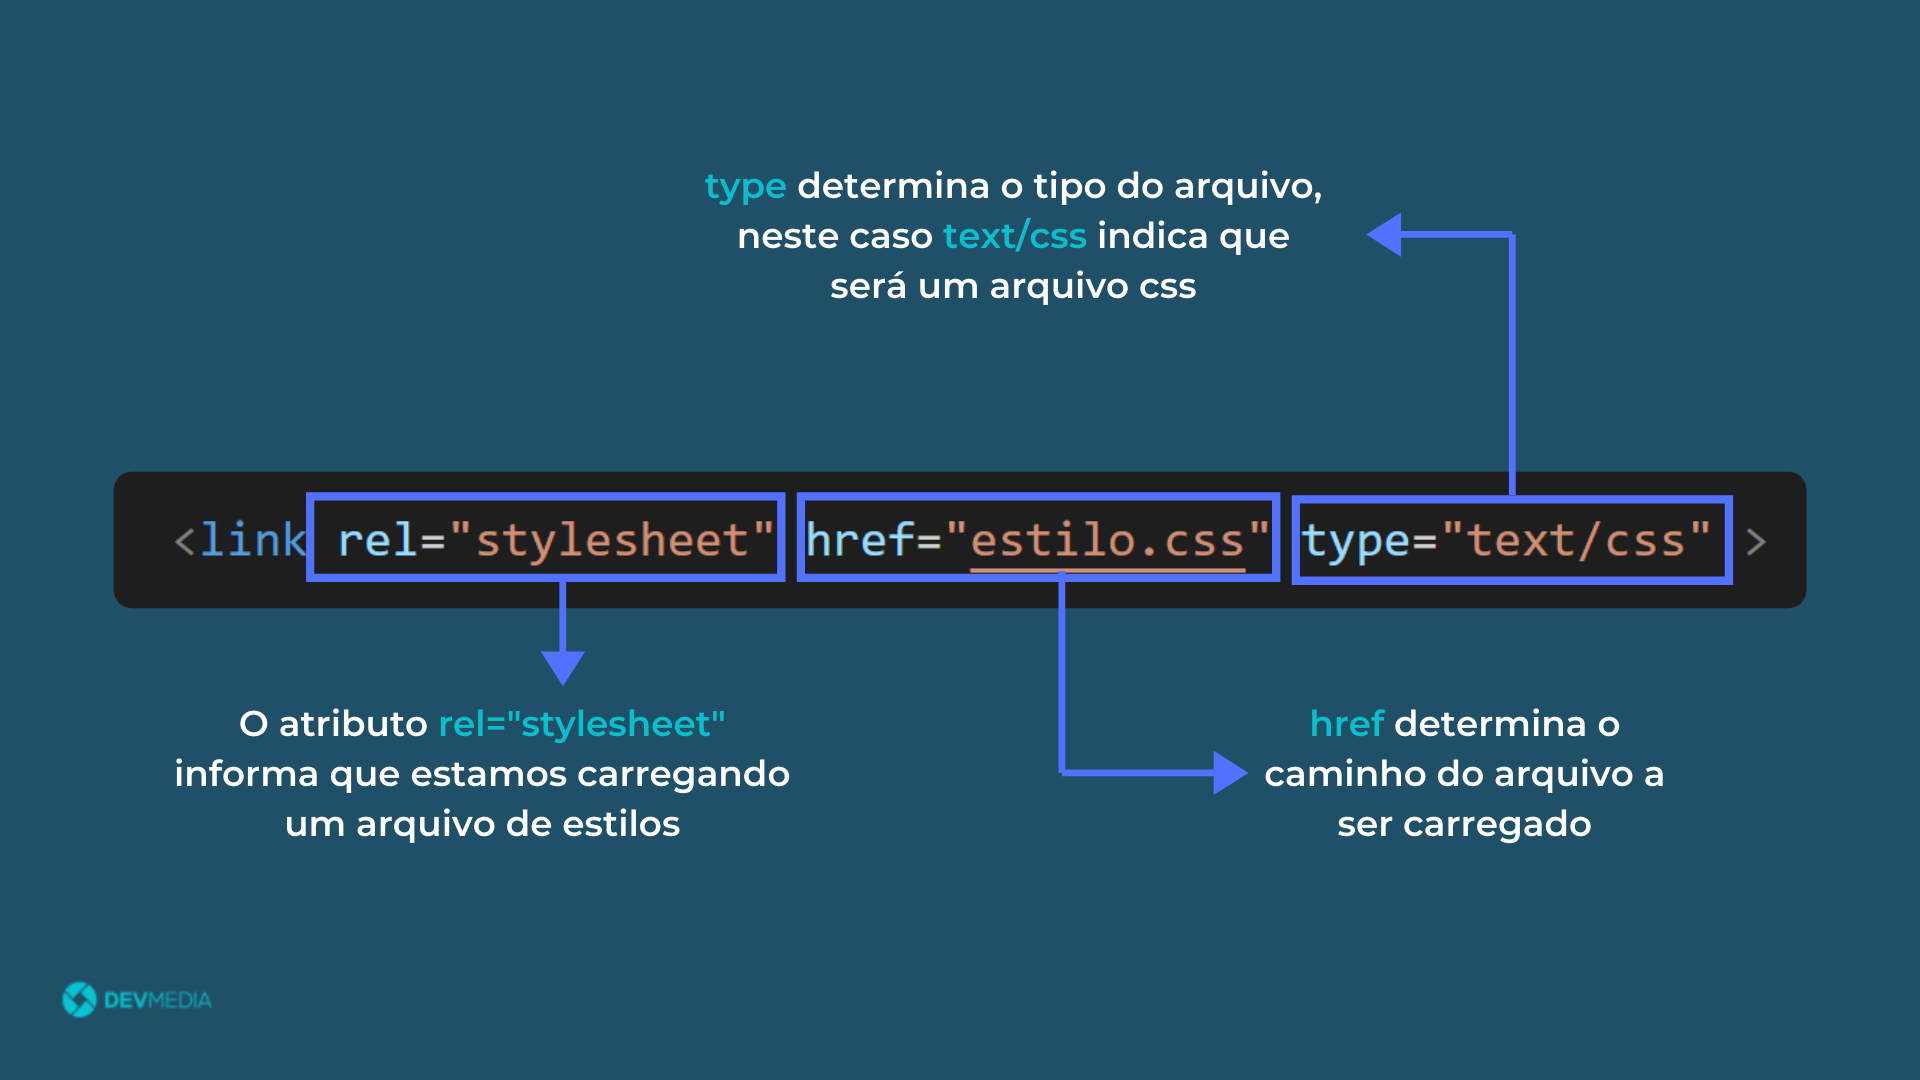 type determina o tipo do arquivo,
neste caso text/css indica que
será um arquivo css
<link rel="stylesheet" href="estilo.css" type="text/css" >
O atributo rel="stylesheet"
informa que estamos carregando
um arquivo de estilos
href determina o
caminho do arquivo a
ser carregado
DEVMEDIA